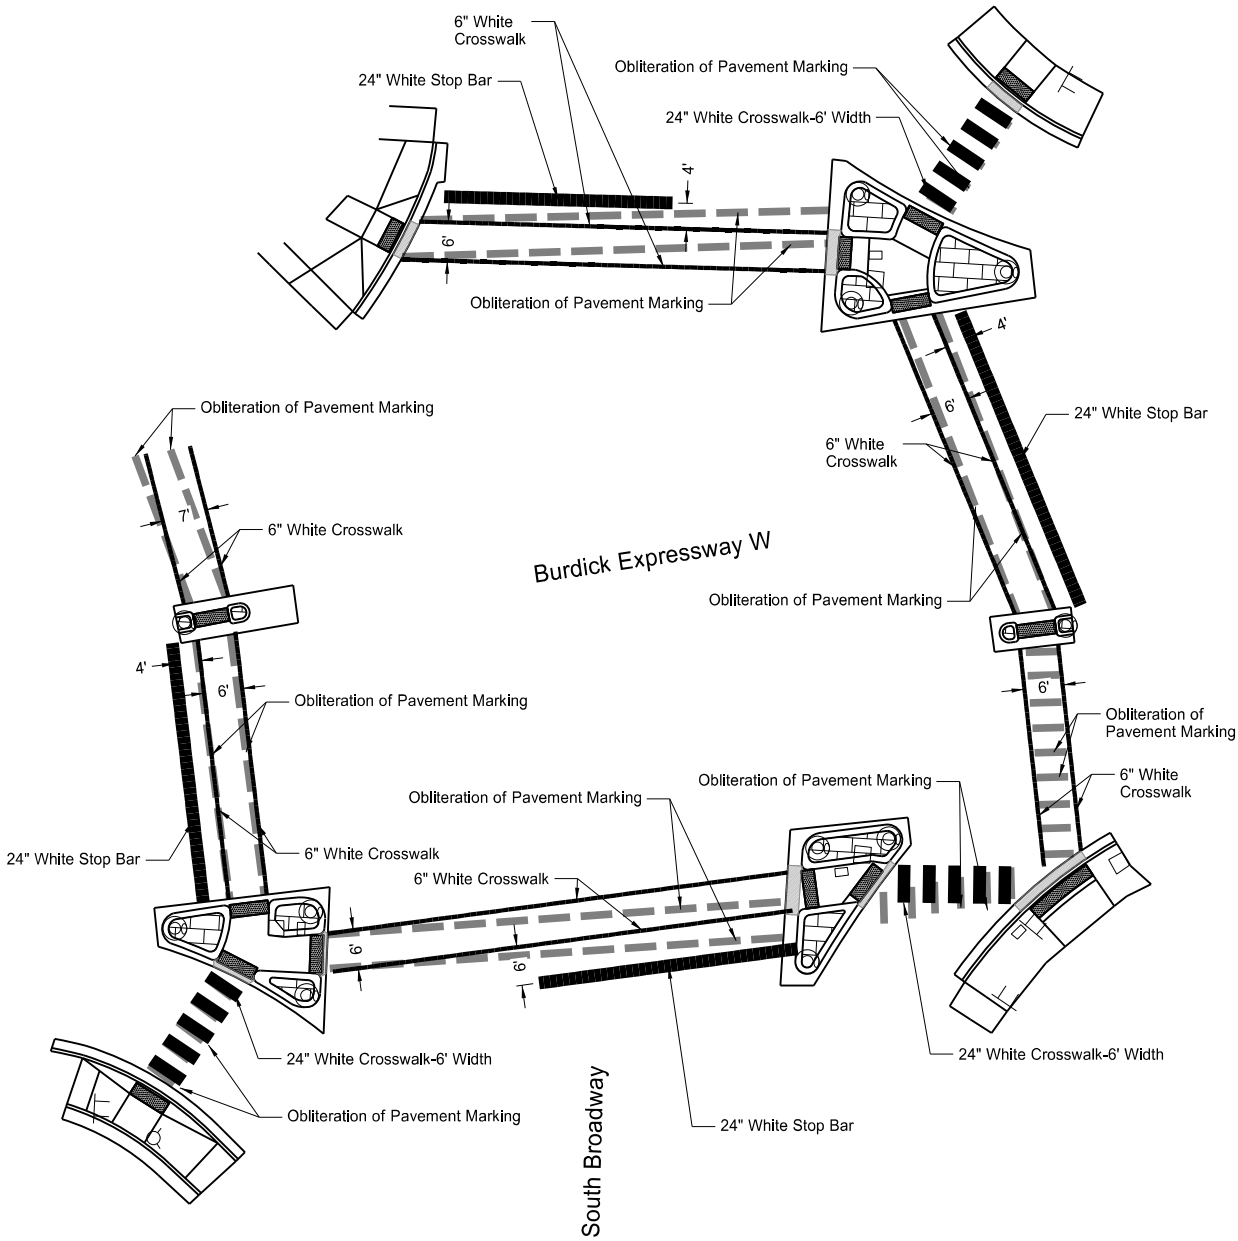 6" White
Crosswalk
24" White Stop Bar
Obliteration of Pavement Marking
24" White Crosswalk-6' Width
4'
6'
Obliteration of Pavement Marking
4'
6'
24" White Stop Bar
6" White
Crosswalk
Obliteration of Pavement Marking
7'
6" White Crosswalk
Burdick Expressway W
Obliteration of Pavement Marking
4'
6'
Obliteration of Pavement Marking
6'
Obliteration of
Pavement Marking
6" White
Crosswalk
Obliteration of Pavement Marking
Obliteration of Pavement Marking
24" White Stop Bar
6" White Crosswalk
6" White Crosswalk
6'
6'
24" White Crosswalk-6' Width
24" White Crosswalk-6' Width
Obliteration of Pavement Marking
24" White Stop Bar
South Broadway